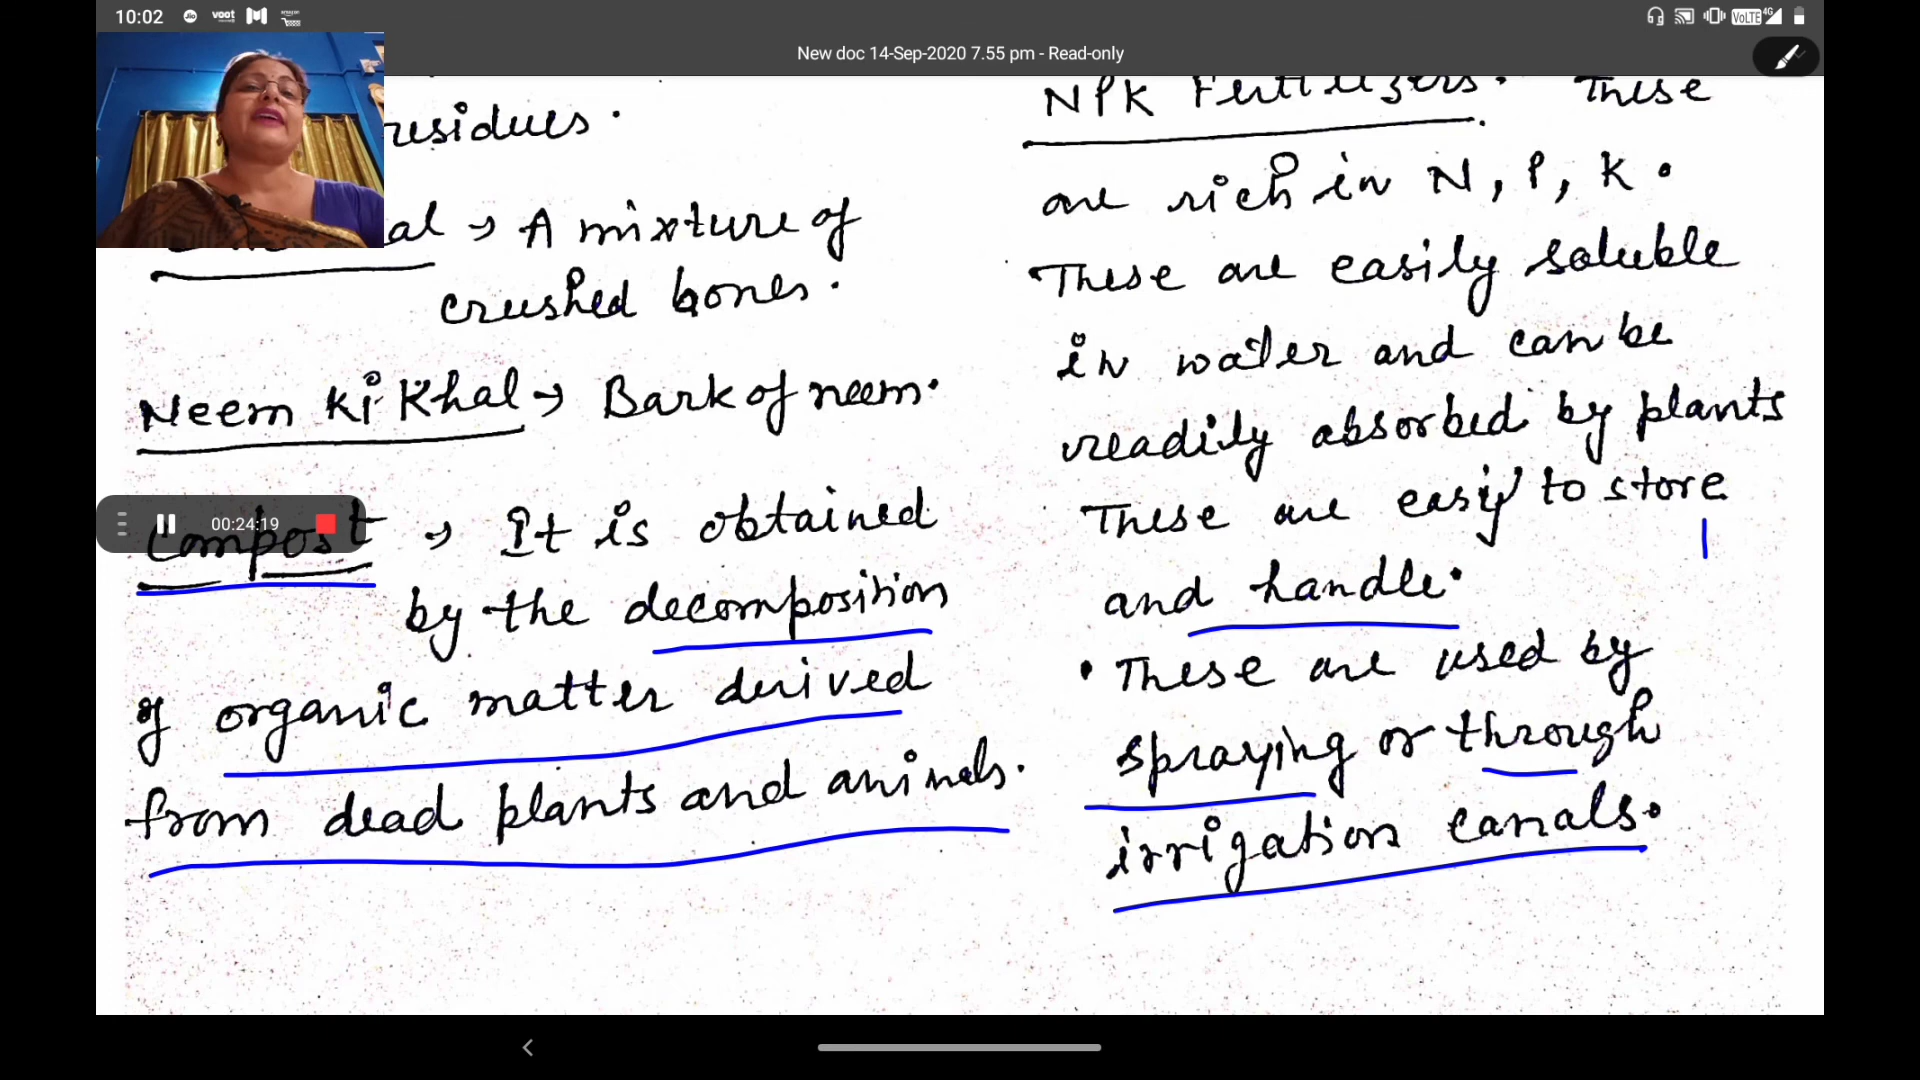 10:02
Jio
voot
VoLTE 4G
New doc 14-Sep-2020 7.55 pm - Read-only
residues.
al → A mixture of
crushed bones.
Neem Ki Khal → Bark of neem.
00:24:19
Compost → It is obtained
by the decomposition
of organic matter derived
from dead plants and animals.
NPK Fertilizers. These
are rich in N, P, K.
These are easily soluble
in water and can be
readily absorbed by plants
These are easy to store
and handle.
• These are used by
spraying or through
irrigation canals.